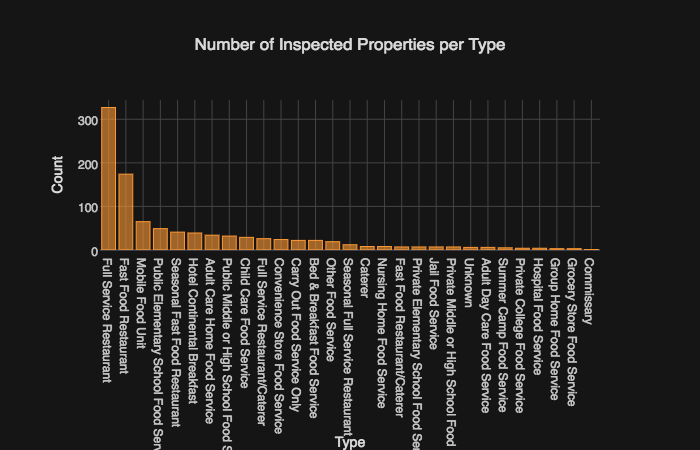 Number of Inspected Properties per Type
Count
300
200
100
0
Full Service Restaurant
Fast Food Restaurant
Mobile Food Unit
Public Elementary School Food Serv
Seasonal Fast Food Restaurant
Hotel Continental Breakfast
Adult Care Home Food Service
Public Middle or High School Food S
Child Care Food Service
Full Service Restaurant/Caterer
Convenience Store Food Service
Carry Out Food Service Only
Bed & Breakfast Food Service
Other Food Service
Seasonal Full Service Restaurant
Caterer
Nursing Home Food Service
Fast Food Restaurant/Caterer
Private Elementary School Food Ser
Jail Food Service
Private Middle or High School Food
Unknown
Adult Day Care Food Service
Summer Camp Food Service
Private College Food Service
Hospital Food Service
Group Home Food Service
Grocery Store Food Service
Commissary
Type